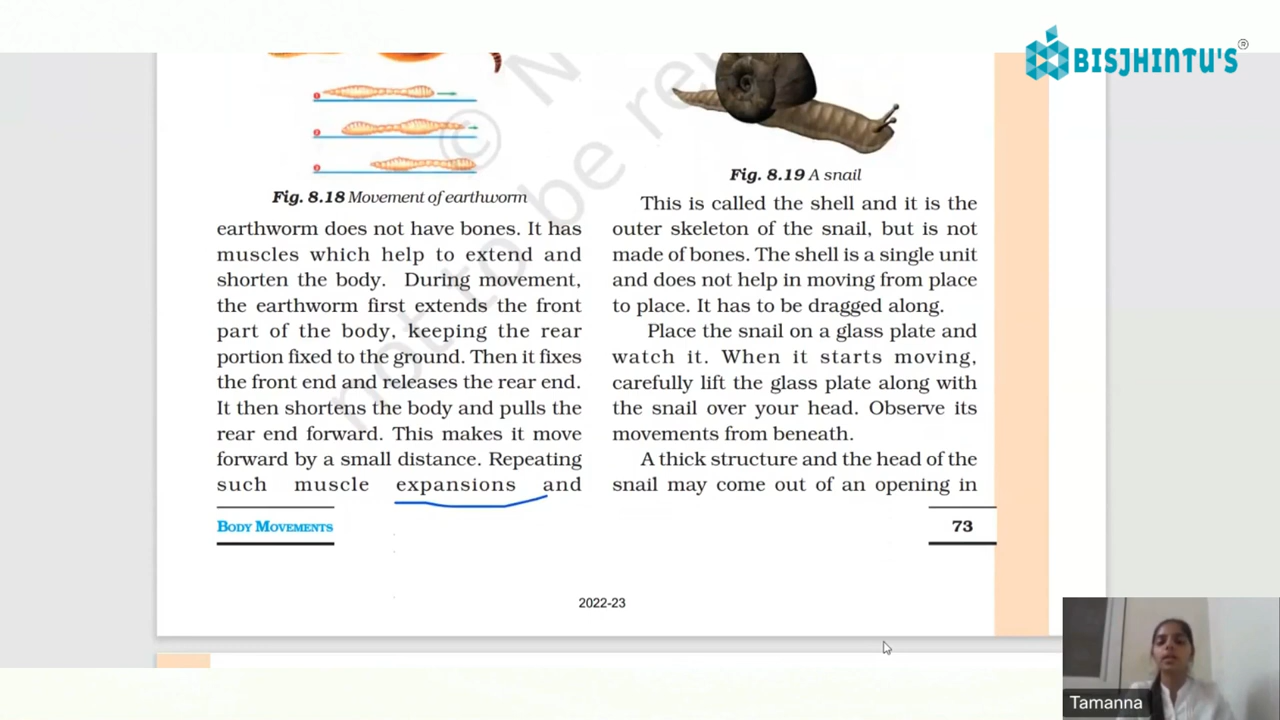 BISJHINTU'S®
1
2
3
Fig. 8.18 Movement of earthworm
earthworm does not have bones. It has
muscles which help to extend and
shorten the body. During movement,
the earthworm first extends the front
part of the body, keeping the rear
portion fixed to the ground. Then it fixes
the front end and releases the rear end.
It then shortens the body and pulls the
rear end forward. This makes it move
forward by a small distance. Repeating
such muscle expansions and
Fig. 8.19 A snail
This is called the shell and it is the
outer skeleton of the snail, but is not
made of bones. The shell is a single unit
and does not help in moving from place
to place. It has to be dragged along.
Place the snail on a glass plate and
watch it. When it starts moving,
carefully lift the glass plate along with
the snail over your head. Observe its
movements from beneath.
A thick structure and the head of the
snail may come out of an opening in
© N
not to be re
BODY MOVEMENTS
73
2022-23
Tamanna